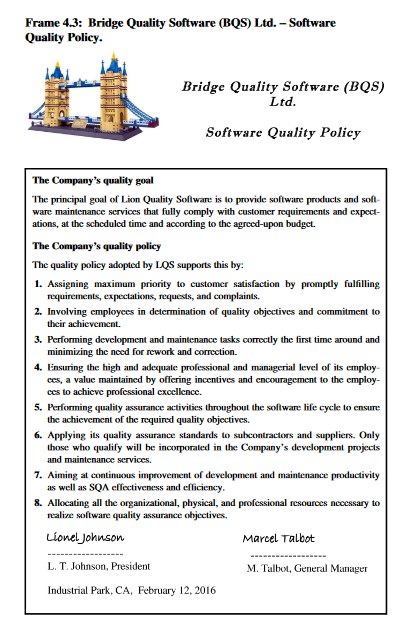 Frame 4.3: Bridge Quality Software (BQS) Ltd. – Software
Quality Policy.
Bridge Quality Software (BQS)
Ltd.
Software Quality Policy
The Company's quality goal
The principal goal of Lion Quality Software is to provide software products and soft-
ware maintenance services that fully comply with customer requirements and expect-
ations, at the scheduled time and according to the agreed-upon budget.
The Company's quality policy
The quality policy adopted by LQS supports this by:
1. Assigning maximum priority to customer satisfaction by promptly fulfilling
requirements, expectations, requests, and complaints.
2. Involving employees in determination of quality objectives and commitment to
their achievement.
3. Performing development and maintenance tasks correctly the first time around and
minimizing the need for rework and correction.
4. Ensuring the high and adequate professional and managerial level of its employ-
ees, a value maintained by offering incentives and encouragement to the employ-
ees to achieve professional excellence.
5. Performing quality assurance activities throughout the software life cycle to ensure
the achievement of the required quality objectives.
6. Applying its quality assurance standards to subcontractors and suppliers. Only
those who qualify will be incorporated in the Company's development projects
and maintenance services.
7. Aiming at continuous improvement of development and maintenance productivity
as well as SQA effectiveness and efficiency.
8. Allocating all the organizational, physical, and professional resources necessary to
realize software quality assurance objectives.
Lionel Johnson Marcel Talbot
------------------ ------------------
L. T. Johnson, President M. Talbot, General Manager
Industrial Park, CA, February 12, 2016